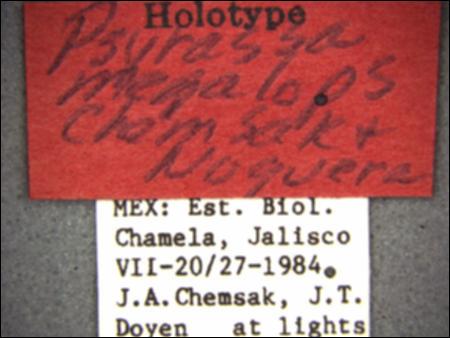 Holotype
Psyrassa
megalops
Chemsak +
Noguera
MEX: Est. Biol.
Chamela, Jalisco
VII-20/27-1984.
J.A.Chemsak, J.T.
Doyen at lights